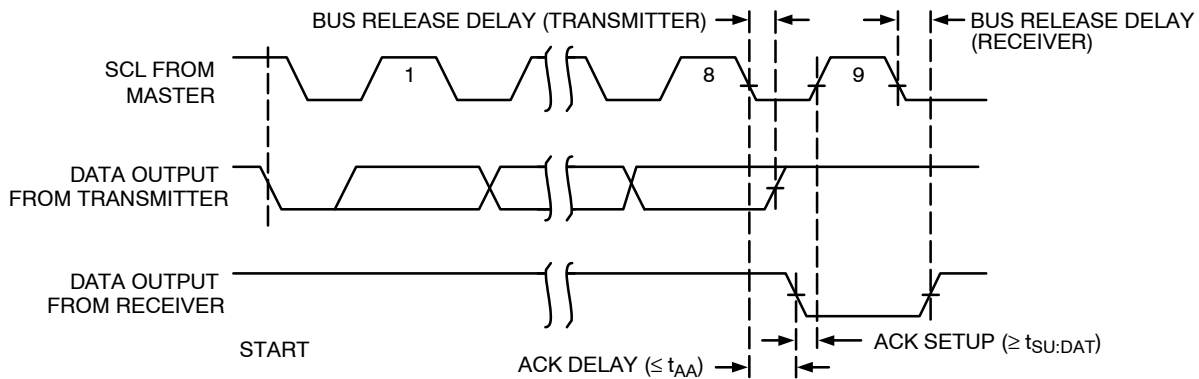 BUS RELEASE DELAY (TRANSMITTER)
BUS RELEASE DELAY
(RECEIVER)
SCL FROM
MASTER
1
8
9
DATA OUTPUT
FROM TRANSMITTER
DATA OUTPUT
FROM RECEIVER
START
ACK SETUP (≥ tSU:DAT)
ACK DELAY (≤ tAA)